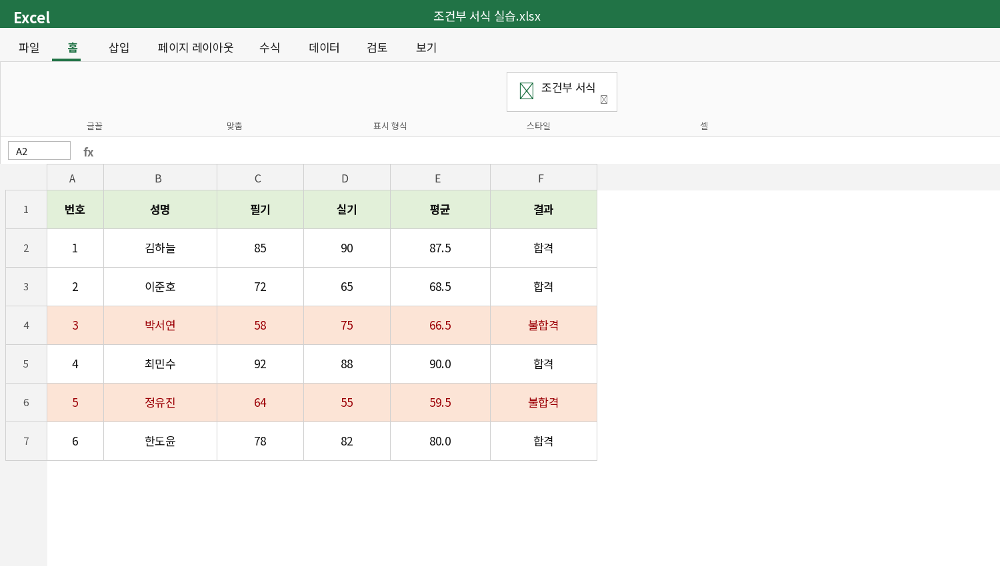 Excel 조건부 서식 실습.xlsx
파일 홈 삽입 페이지 레이아웃 수식 데이터 검토 보기
조건부 서식
글꼴 맞춤 표시 형식 스타일 셀
A2 fx
A B C D E F
1 번호 성명 필기 실기 평균 결과
2 1 김하늘 85 90 87.5 합격
3 2 이준호 72 65 68.5 합격
4 3 박서연 58 75 66.5 불합격
5 4 최민수 92 88 90.0 합격
6 5 정유진 64 55 59.5 불합격
7 6 한도윤 78 82 80.0 합격